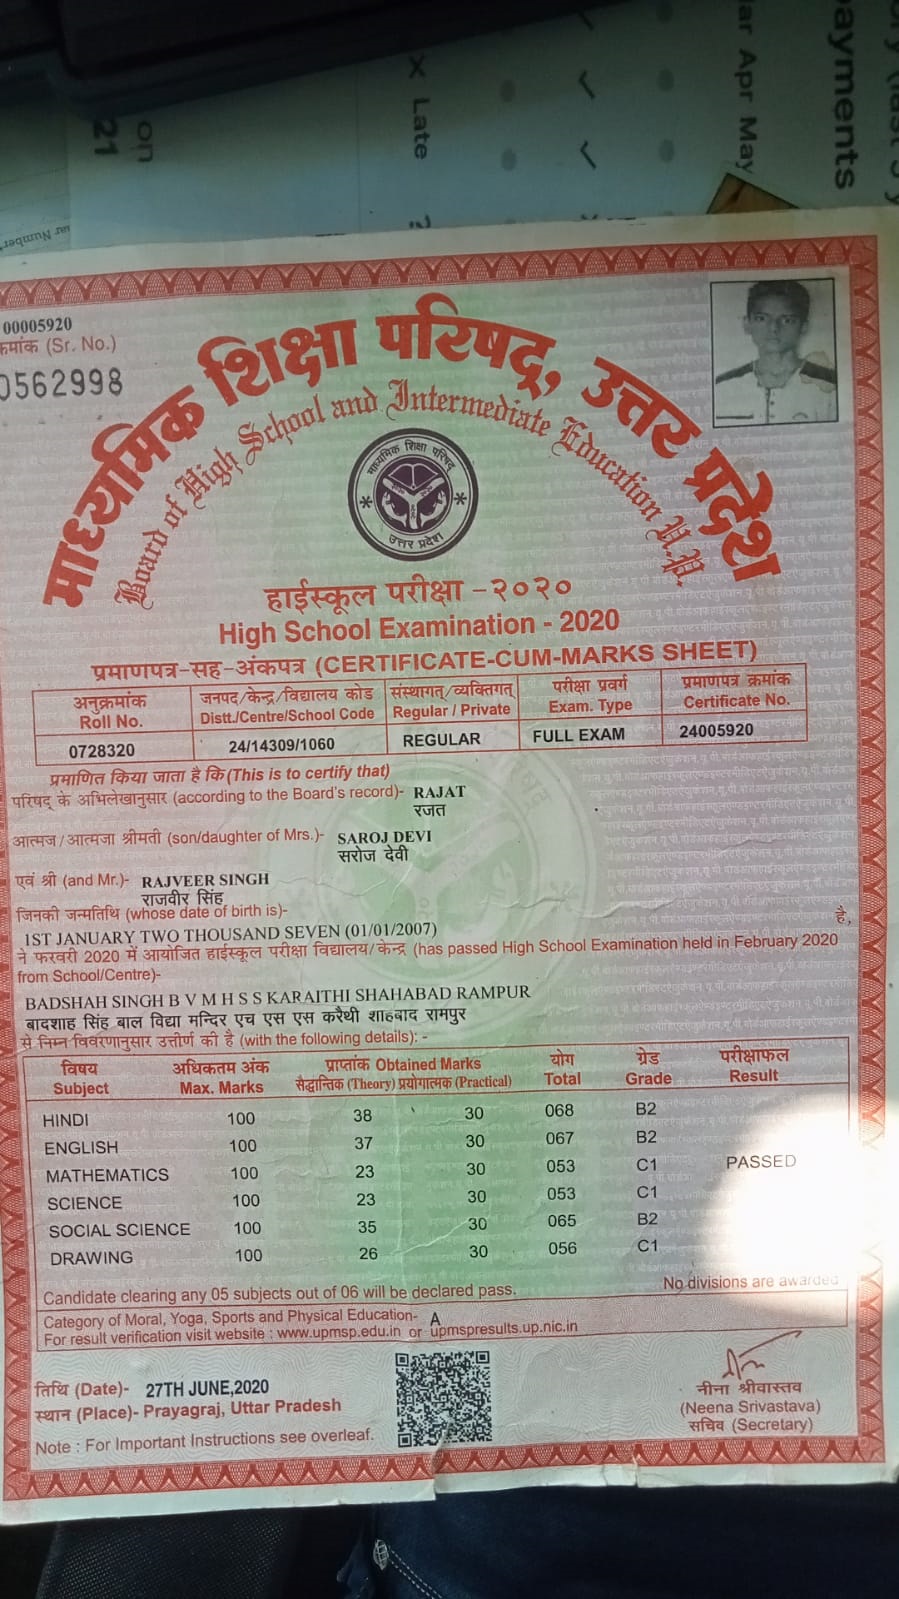 on
21
x Late
ar Apr May
ayments
00005920
क्रमांक (Sr. No.)
0562998
माध्यमिक शिक्षा परिषद्, उत्तर प्रदेश
Board of High School and Intermediate Education U.P.
माध्यमिक शिक्षा परिषद्
उत्तर प्रदेश
हाईस्कूल परीक्षा -२०२०
High School Examination - 2020
प्रमाणपत्र-सह-अंकपत्र (CERTIFICATE-CUM-MARKS SHEET)
अनुक्रमांक जनपद/केन्द्र/विद्यालय कोड संस्थागत्/व्यक्तिगत् परीक्षा प्रवर्ग प्रमाणपत्र क्रमांक
Roll No. Distt./Centre/School Code Regular / Private Exam. Type Certificate No.
0728320 24/14309/1060 REGULAR FULL EXAM 24005920
प्रमाणित किया जाता है कि(This is to certify that)
परिषद् के अभिलेखानुसार (according to the Board's record)- RAJAT
रजत
आत्मज/आत्मजा श्रीमती (son/daughter of Mrs.)- SAROJ DEVI
सरोज देवी
एवं श्री (and Mr.)- RAJVEER SINGH
राजवीर सिंह
जिनकी जन्मतिथि (whose date of birth is)- है,
1ST JANUARY TWO THOUSAND SEVEN (01/01/2007)
ने फरवरी 2020 में आयोजित हाईस्कूल परीक्षा विद्यालय/केन्द्र (has passed High School Examination held in February 2020
from School/Centre)-
BADSHAH SINGH B V M H S S KARAITHI SHAHABAD RAMPUR
बादशाह सिंह बाल विद्या मन्दिर एच एस एस करैथी शाहबाद रामपुर
से निम्न विवरणानुसार उत्तीर्ण की है (with the following details): -
विषय अधिकतम अंक प्राप्तांक Obtained Marks योग ग्रेड परीक्षाफल
Subject Max. Marks सैद्धान्तिक (Theory) प्रयोगात्मक (Practical) Total Grade Result
HINDI 100 38 30 068 B2
ENGLISH 100 37 30 067 B2
MATHEMATICS 100 23 30 053 C1 PASSED
SCIENCE 100 23 30 053 C1
SOCIAL SCIENCE 100 35 30 065 B2
DRAWING 100 26 30 056 C1
Candidate clearing any 05 subjects out of 06 will be declared pass. No divisions are awarded
Category of Moral, Yoga, Sports and Physical Education- A
For result verification visit website : www.upmsp.edu.in or upmspresults.up.nic.in
तिथि (Date)- 27TH JUNE,2020
स्थान (Place)- Prayagraj, Uttar Pradesh
Note : For Important Instructions see overleaf.
नीना श्रीवास्तव
(Neena Srivastava)
सचिव (Secretary)